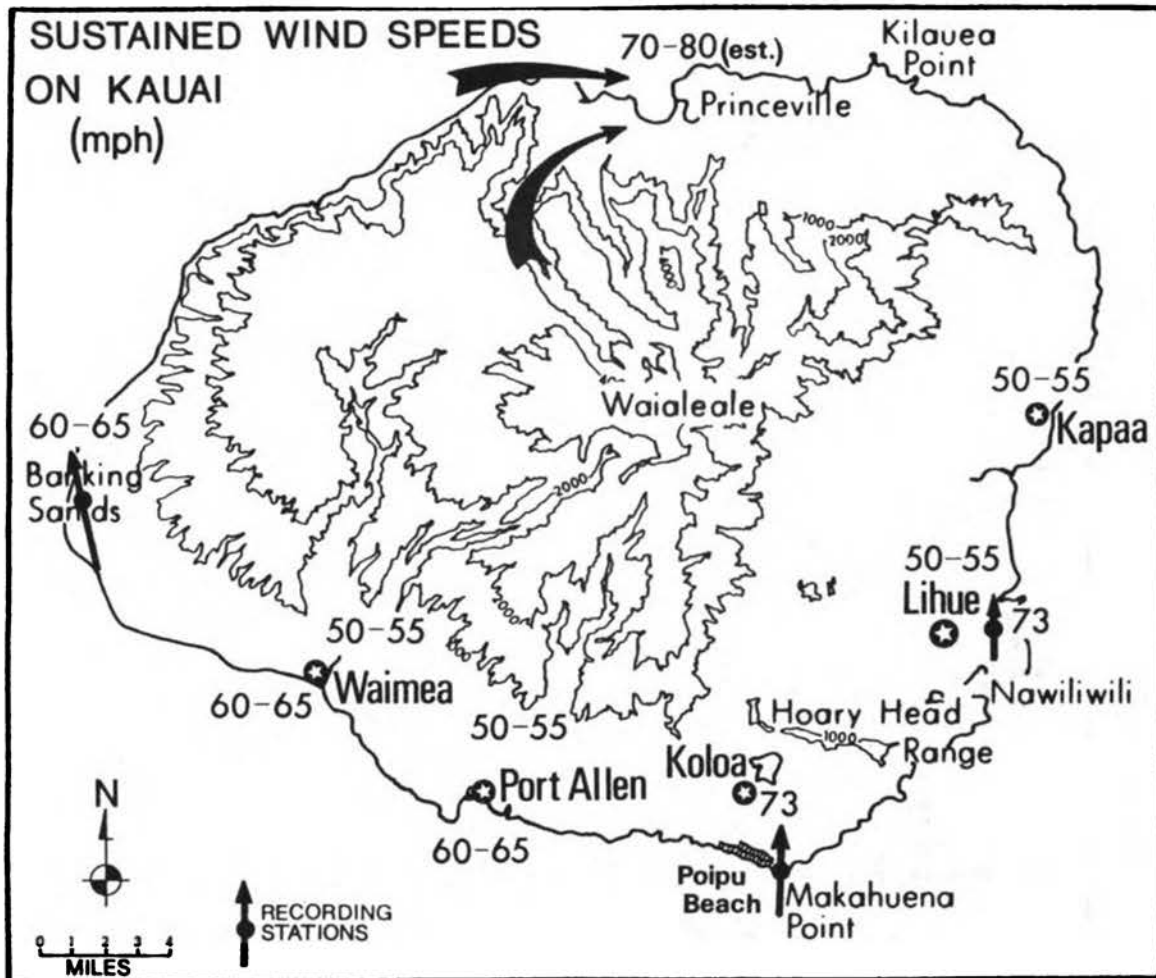 SUSTAINED WIND SPEEDS
ON KAUAI
(mph)
70-80 (est.)
Kilauea
Point
Princeville
1000
2000
Waialeale
50-55
Kapaa
60-65
Barking
Sands
2000
50-55
Lihue
73
Nawiliwili
2000
50-55
Waimea
60-65
50-55
Hoary Head
1000
Range
Koloa
73
Port Allen
60-65
Poipu
Beach
Makahuena
Point
N
RECORDING
STATIONS
0 1 2 3 4
MILES